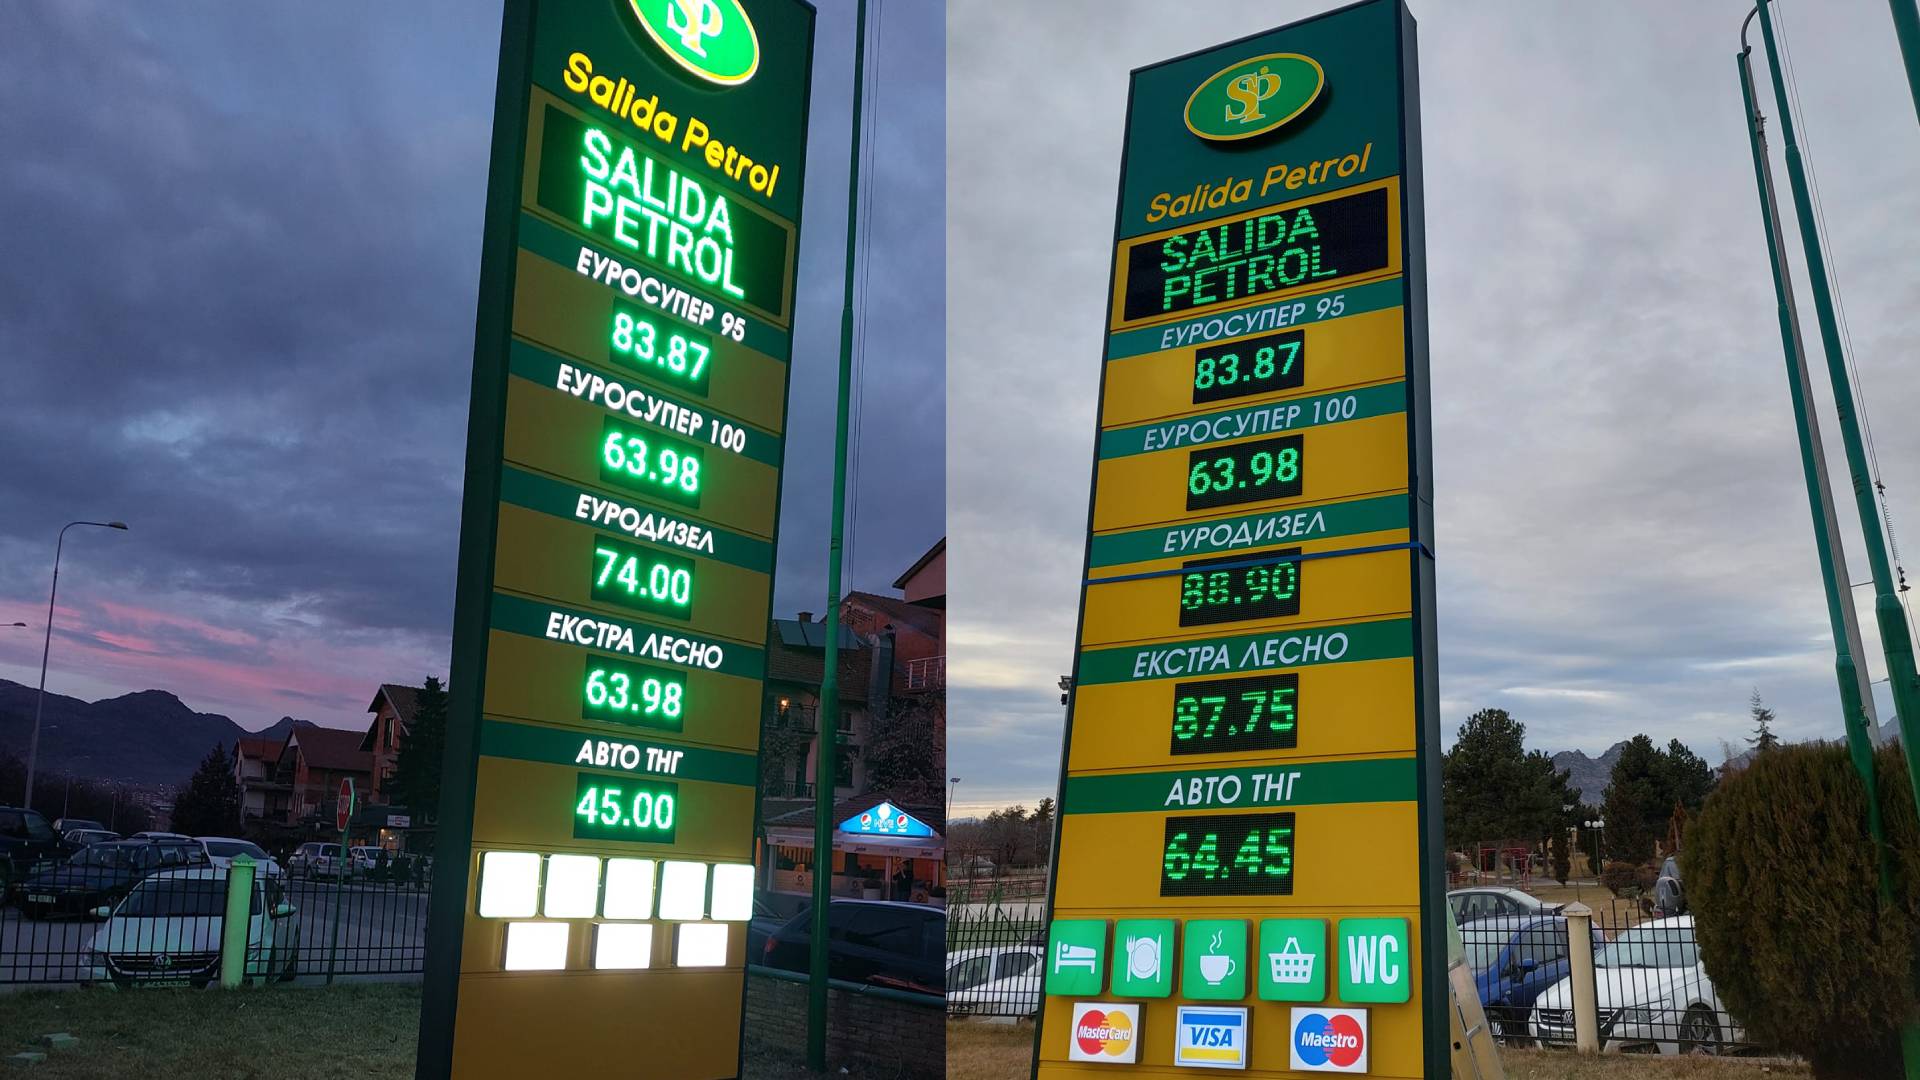 SP
Salida Petrol
SALIDA
PETROL
ЕУРОСУПЕР 95
83.87
ЕУРОСУПЕР 100
63.98
ЕУРОДИЗЕЛ
74.00
ЕКСТРА ЛЕСНО
63.98
АВТО ТНГ
45.00
STOP
SP
Salida Petrol
SALIDA
PETROL
ЕУРОСУПЕР 95
83.87
ЕУРОСУПЕР 100
63.98
ЕУРОДИЗЕЛ
88.90
ЕКСТРА ЛЕСНО
87.75
АВТО ТНГ
64.45
WC
MasterCard
VISA
Maestro